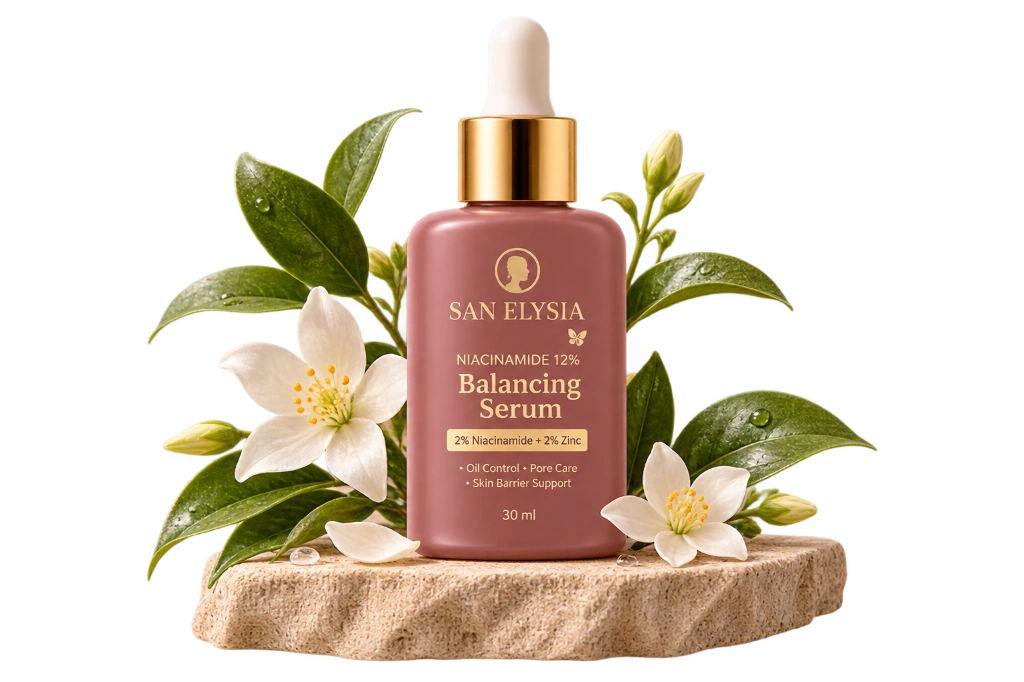 SAN ELYSIA
NIACINAMIDE 12%
Balancing
Serum
2% Niacinamide + 2% Zinc
• Oil Control • Pore Care
• Skin Barrier Support
30 ml